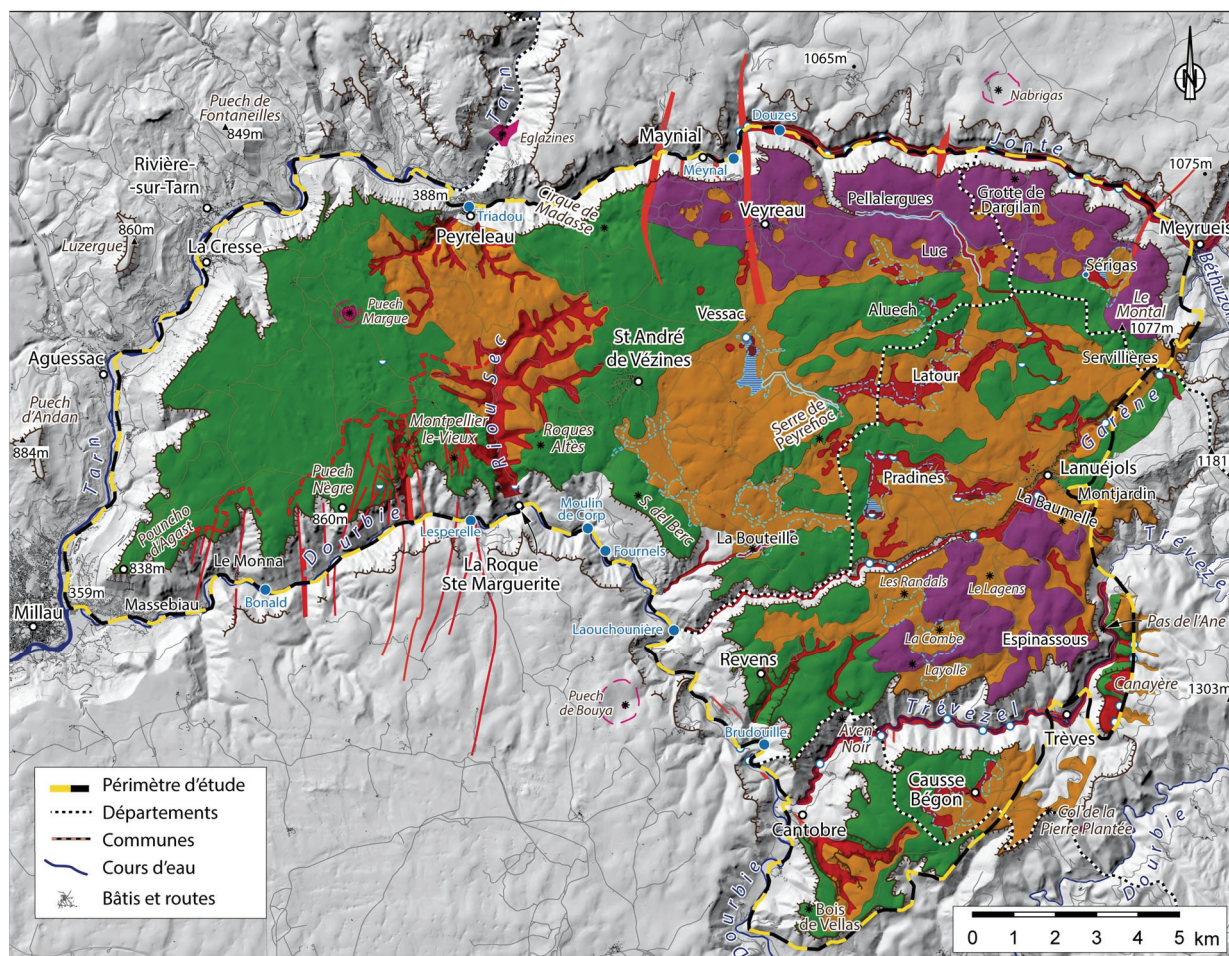 1065m
N
Nabrigas
Puech de
Fontaneilles
849m
Tarn
Eglazines
Douzes
Maynial
Meynal
Jonte
1075m
Rivière-
-sur-Tarn
388m
Triadou
Cirque de
Madasse
Pellalergues
Grotte de
Dargilan
Veyreau
Meyrueis
Luzergue
860m
La Cresse
Peyreleau
Luc
Sérigas
Béthuzon
Puech
Margue
Vessac
Aluech
Le
Montal
1077m
Aguessac
St André
de Vézines
Servillières
Latour
Puech
d'Andan
884m
Tarn
Montpellier
le-Vieux
Riou Sec
Roques
Altès
Serre de
Peyrehoc
Garène
1181
Lanuéjols
Puech
Nègre
860m
Pradines
Montjardin
La Baumelle
Pouncho
d'Agast
838m
Dourbie
Lesperelle
Moulin
de Corp
S. del Berc
Fournels
La Bouteille
Trévezel
Le Monna
La Roque
Ste Marguerite
359m
Massebiau
Bonald
Millau
Les Randals
Le Lagens
Laouchounière
La Combe
Espinassous
Pas de l'Ane
Revens
Layolle
Canayère
1303m
Puech
de Bouya
Trévezel
Brudouille
Aven
Noir
Trèves
Causse
Bégon
Cantobre
Col de la
Pierre Plantée
Dourbie
Dourbie
Bois
de Vellas
Périmètre d'étude
Départements
Communes
Cours d'eau
Bâtis et routes
0 1 2 3 4 5 km